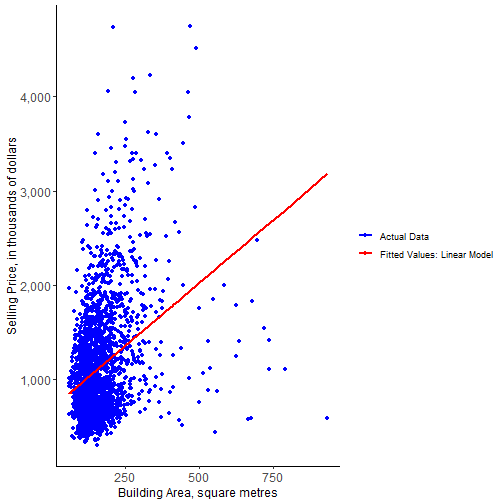 4,000
3,000
2,000
1,000
Selling Price, in thousands of dollars
250
500
750
Building Area, square metres
Actual Data
Fitted Values: Linear Model